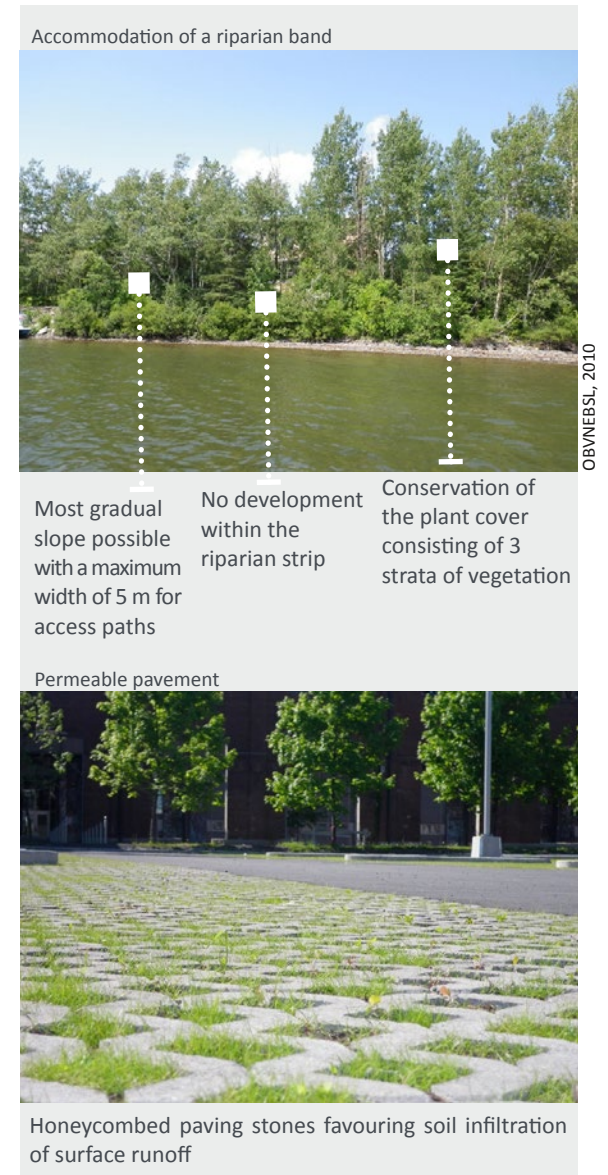 Accommodation of a riparian band
OBVNEBSL, 2010
Most gradual
slope possible
with a maximum
width of 5 m for
access paths
No development
within the
riparian strip
Conservation of
the plant cover
consisting of 3
strata of vegetation
Permeable pavement
Honeycombed paving stones favouring soil infiltration
of surface runoff